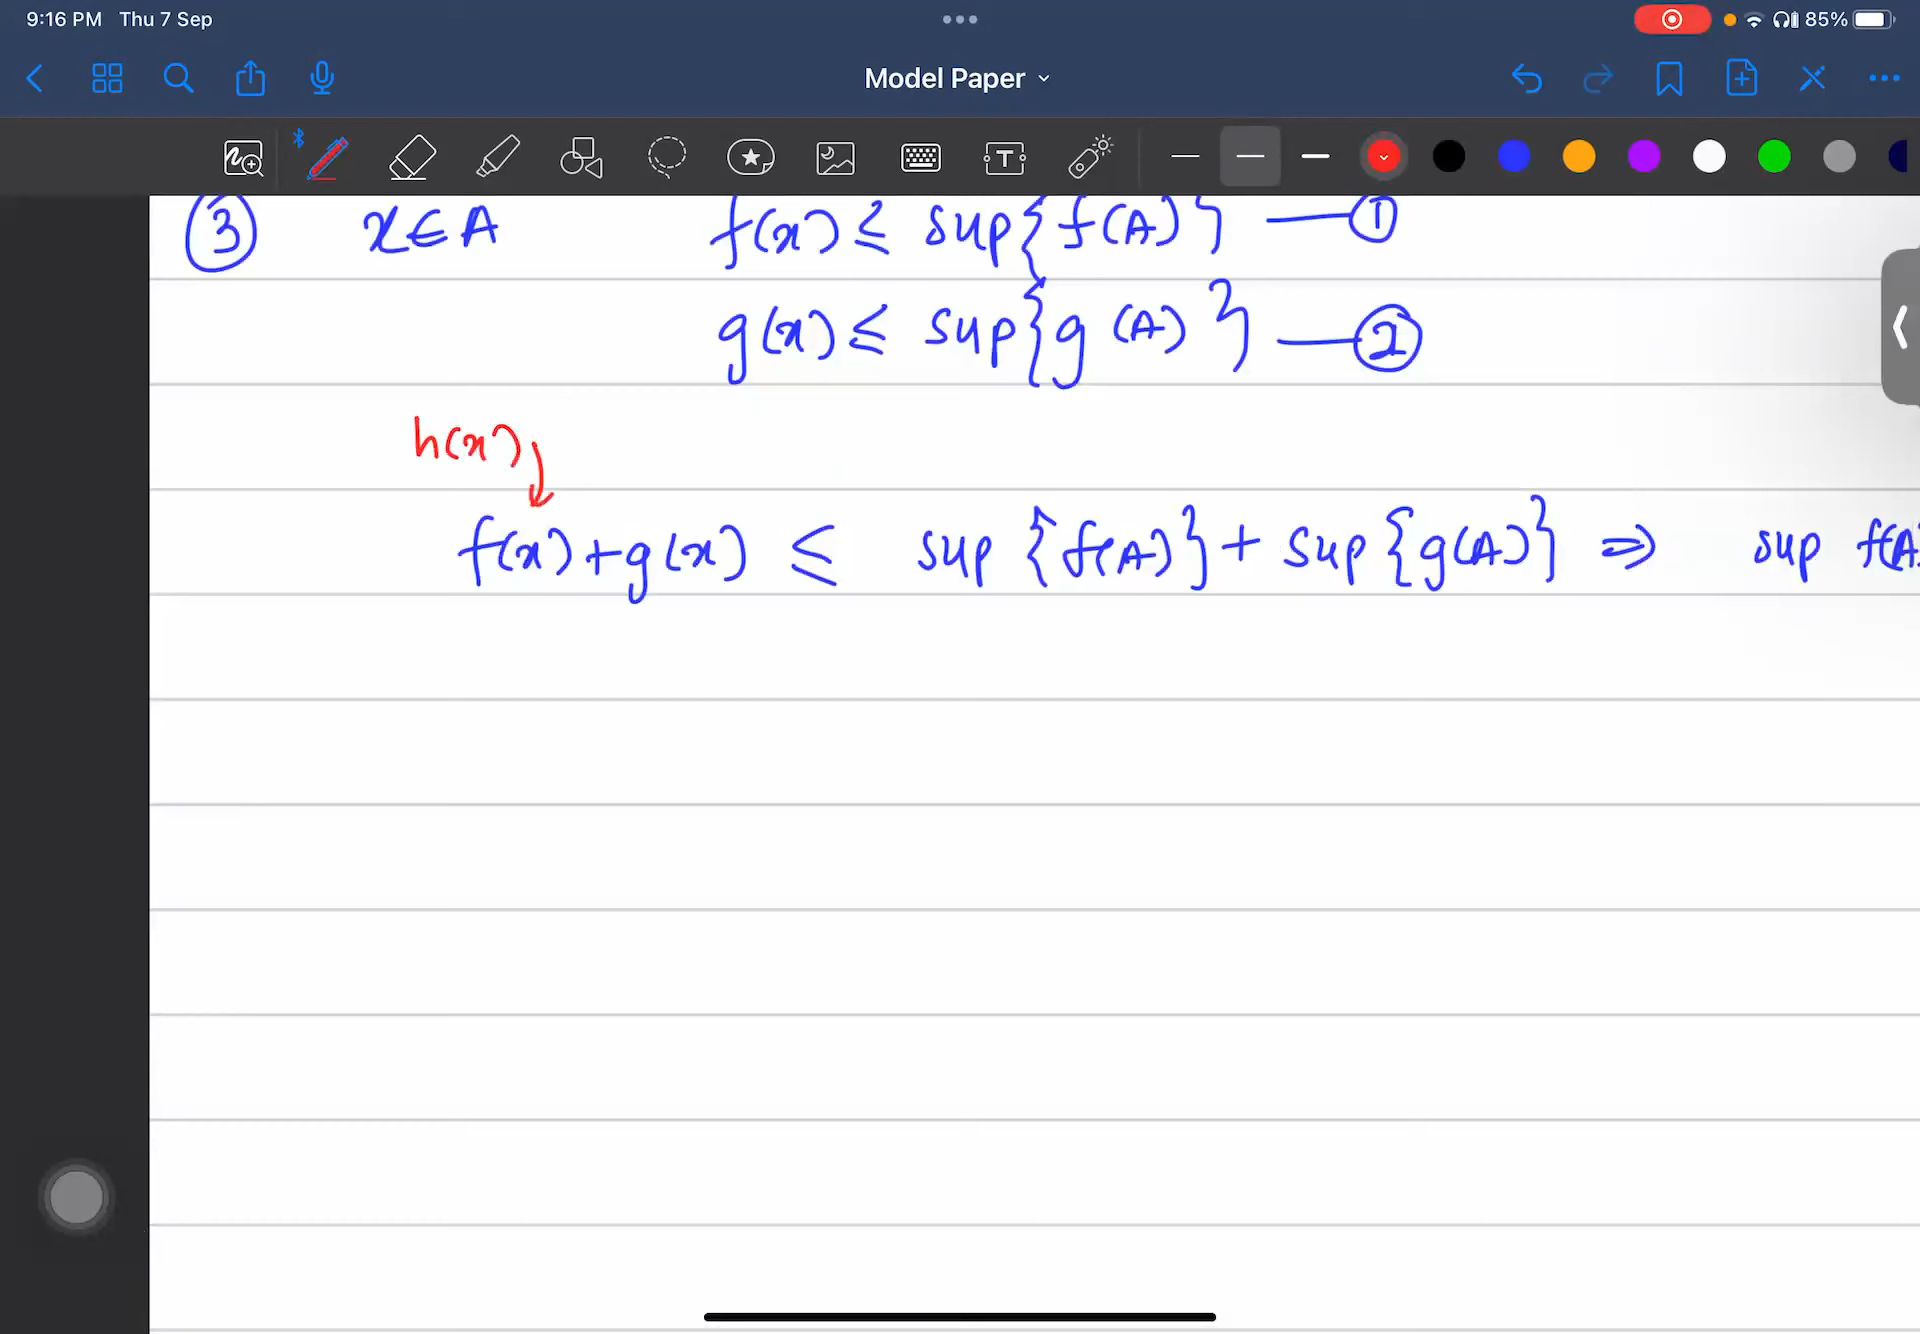 9:16 PM Thu 7 Sep
85%
Model Paper
T
③ x∈A f(x) ≤ sup{f(A)} —①
g(x) ≤ sup{g(A)} —②
h(x)
f(x)+g(x) ≤ sup {f(A)} + sup {g(A)} ⇒ sup f(A)